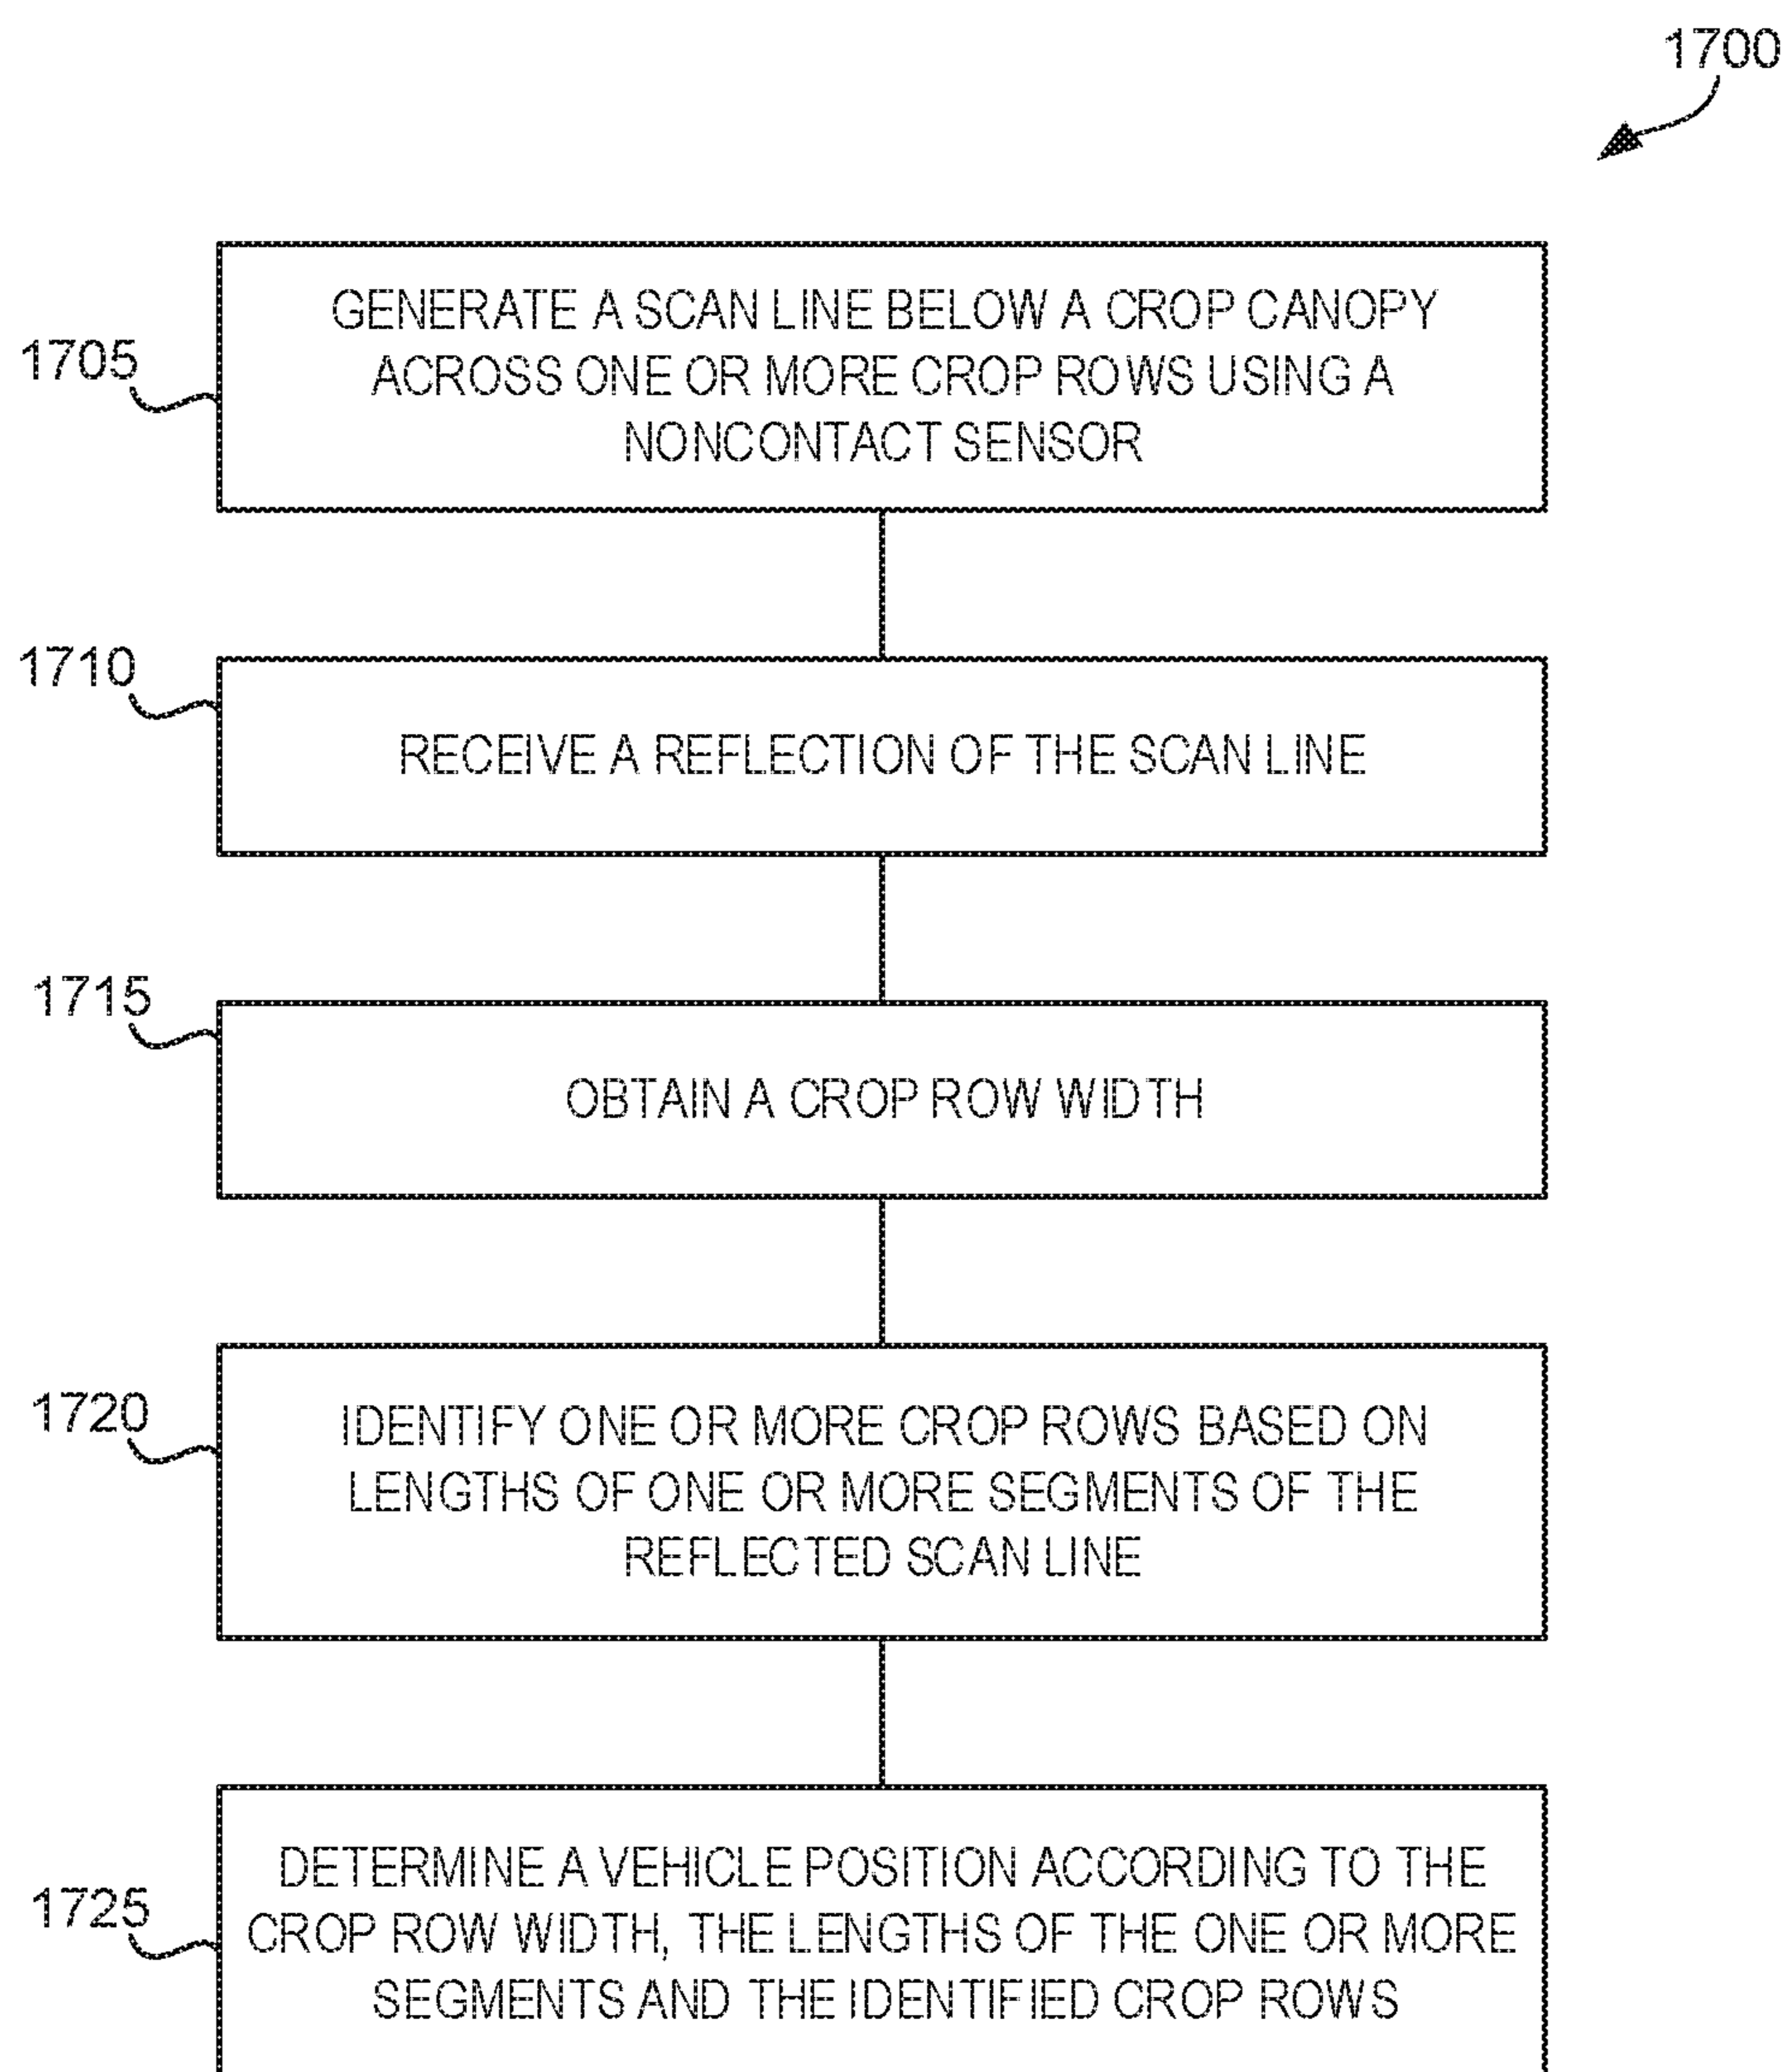 1700
1705
GENERATE A SCAN LINE BELOW A CROP CANOPY
ACROSS ONE OR MORE CROP ROWS USING A
NONCONTACT SENSOR
1710
RECEIVE A REFLECTION OF THE SCAN LINE
1715
OBTAIN A CROP ROW WIDTH
1720
IDENTIFY ONE OR MORE CROP ROWS BASED ON
LENGTHS OF ONE OR MORE SEGMENTS OF THE
REFLECTED SCAN LINE
1725
DETERMINE A VEHICLE POSITION ACCORDING TO THE
CROP ROW WIDTH, THE LENGTHS OF THE ONE OR MORE
SEGMENTS AND THE IDENTIFIED CROP ROWS